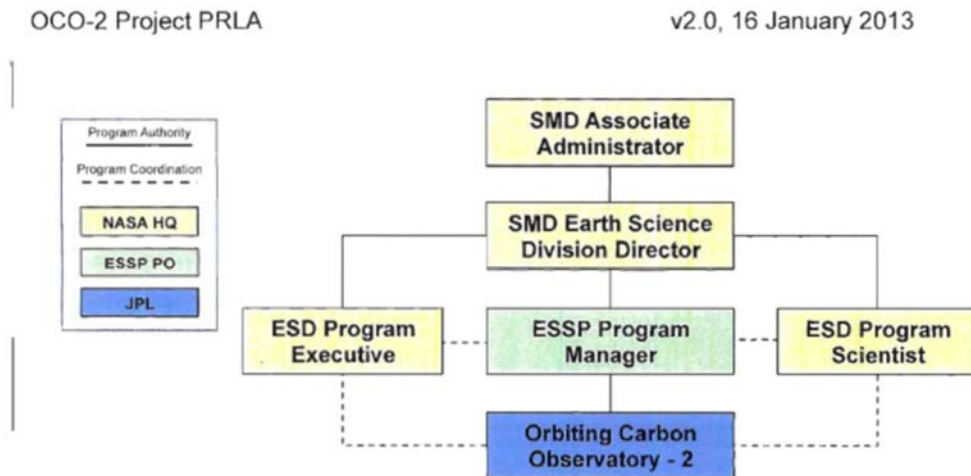 OCO-2 Project PRLA v2.0, 16 January 2013
Program Authority
Program Coordination
NASA HQ
ESSP PO
JPL
SMD Associate
Administrator
SMD Earth Science
Division Director
ESD Program
Executive
ESSP Program
Manager
ESD Program
Scientist
Orbiting Carbon
Observatory - 2